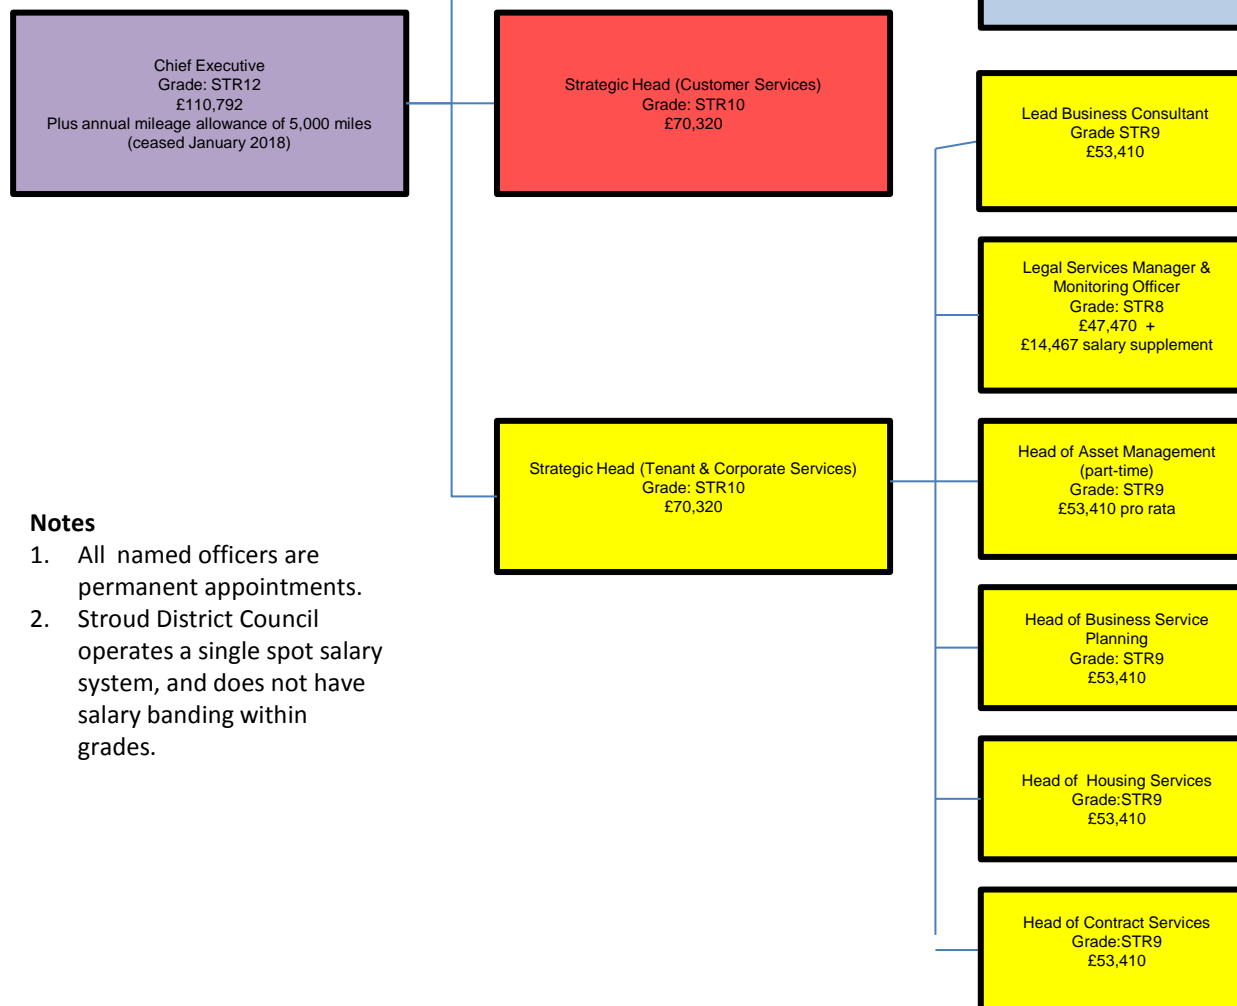 Chief Executive
Grade: STR12
£110,792
Plus annual mileage allowance of 5,000 miles
(ceased January 2018)
Strategic Head (Customer Services)
Grade: STR10
£70,320
Lead Business Consultant
Grade STR9
£53,410
Legal Services Manager &
Monitoring Officer
Grade: STR8
£47,470 +
£14,467 salary supplement
Strategic Head (Tenant & Corporate Services)
Grade: STR10
£70,320
Head of Asset Management
(part-time)
Grade: STR9
£53,410 pro rata
Head of Business Service
Planning
Grade: STR9
£53,410
Head of Housing Services
Grade:STR9
£53,410
Head of Contract Services
Grade:STR9
£53,410
Notes
1. All named officers are
permanent appointments.
2. Stroud District Council
operates a single spot salary
system, and does not have
salary banding within
grades.